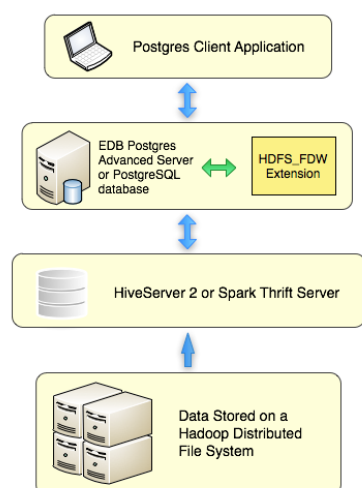 Postgres Client Application
EDB Postgres
Advanced Server
or PostgreSQL
database
HDFS_FDW
Extension
HiveServer 2 or Spark Thrift Server
Data Stored on a
Hadoop Distributed
File System